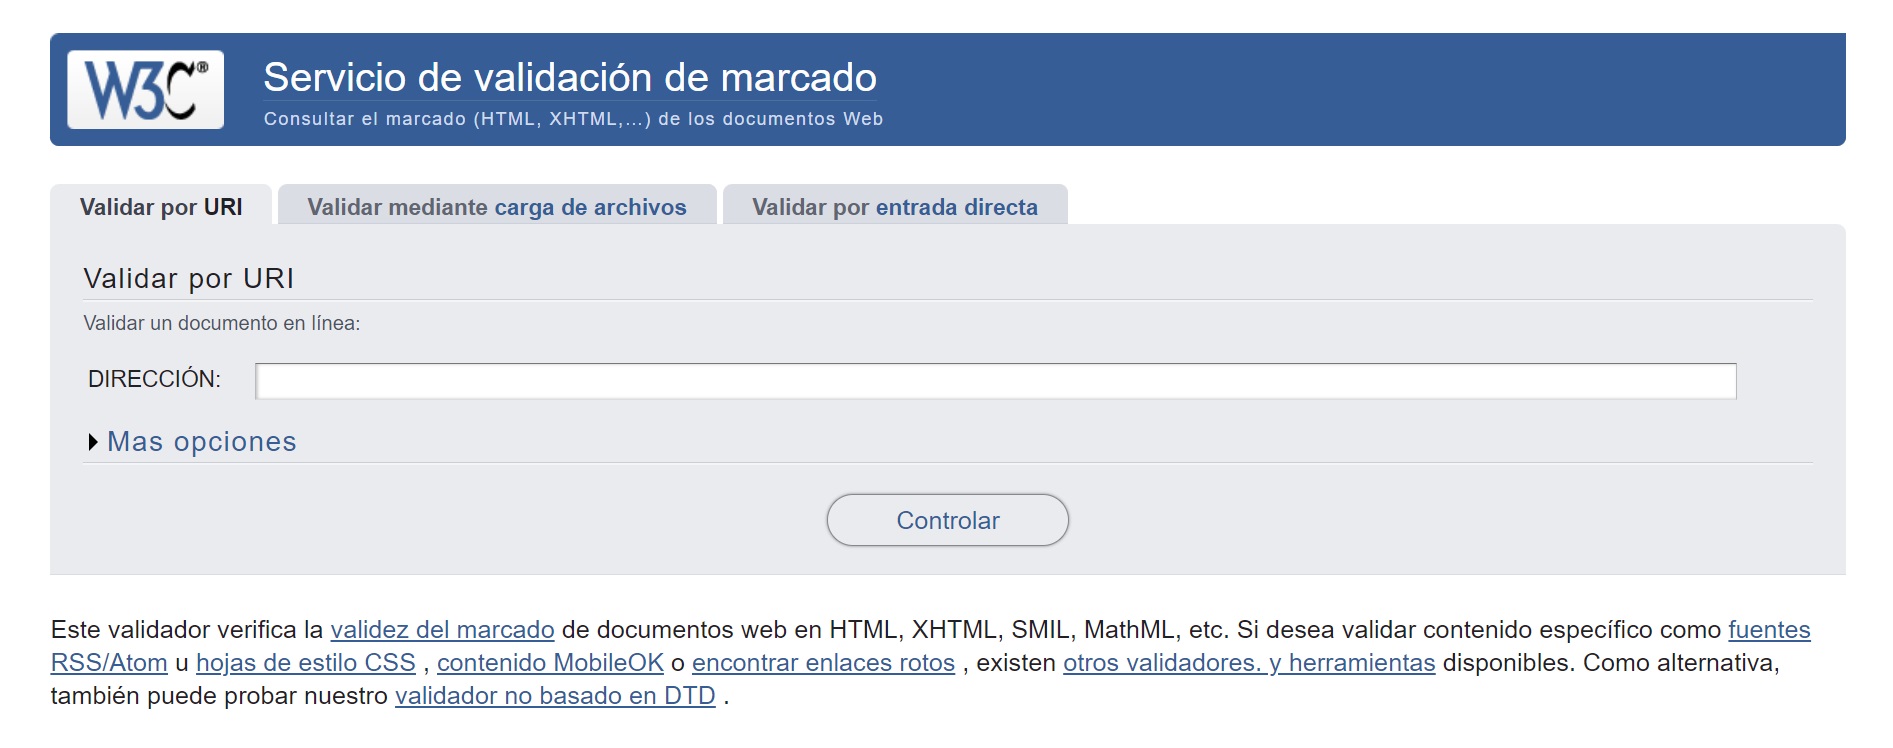 W3C®
Servicio de validación de marcado
Consultar el marcado (HTML, XHTML,...) de los documentos Web
Validar por URI
Validar mediante carga de archivos
Validar por entrada directa
Validar por URI
Validar un documento en línea:
DIRECCIÓN:
Mas opciones
Controlar
Este validador verifica la validez del marcado de documentos web en HTML, XHTML, SMIL, MathML, etc. Si desea validar contenido específico como fuentes
RSS/Atom u hojas de estilo CSS , contenido MobileOK o encontrar enlaces rotos , existen otros validadores. y herramientas disponibles. Como alternativa,
también puede probar nuestro validador no basado en DTD .